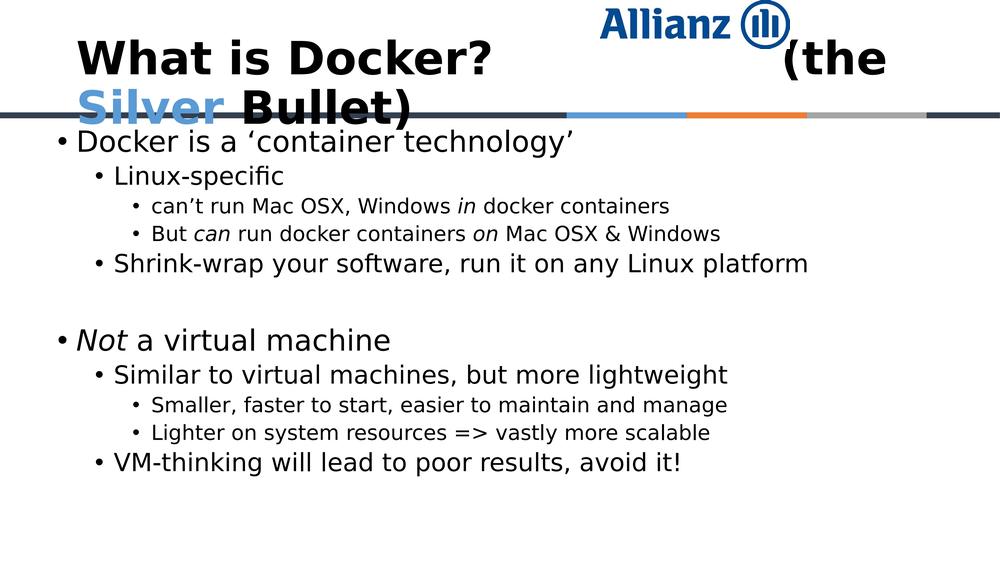 Allianz
What is Docker? (the
Silver Bullet)
• Docker is a ‘container technology’
• Linux-specific
• can’t run Mac OSX, Windows in docker containers
• But can run docker containers on Mac OSX & Windows
• Shrink-wrap your software, run it on any Linux platform
• Not a virtual machine
• Similar to virtual machines, but more lightweight
• Smaller, faster to start, easier to maintain and manage
• Lighter on system resources => vastly more scalable
• VM-thinking will lead to poor results, avoid it!